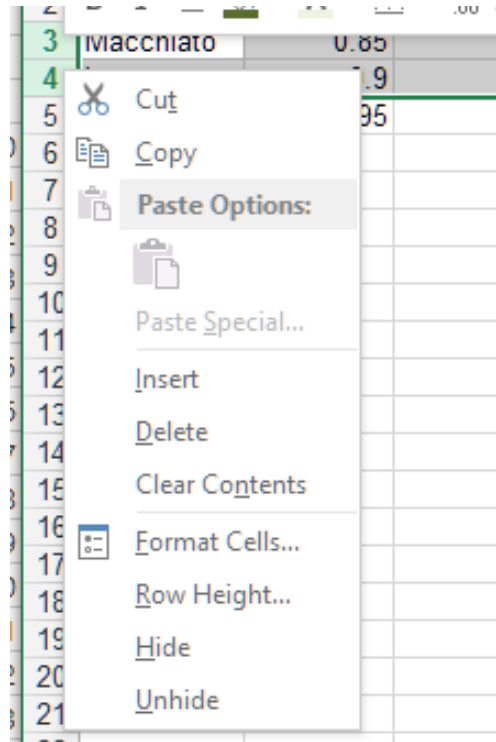 .00
3 Macchiato 0.85
4 .9
5 95
6
7
8
9
10
11
12
13
14
15
16
17
18
19
20
21
Cut
Copy
Paste Options:
Paste Special...
Insert
Delete
Clear Contents
Format Cells...
Row Height...
Hide
Unhide